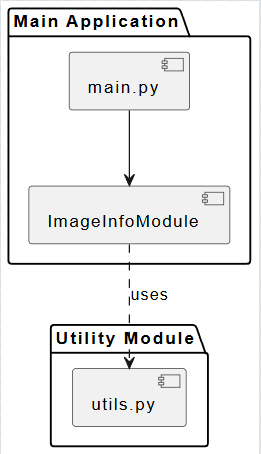 Main Application
main.py
ImageInfoModule
uses
Utility Module
utils.py